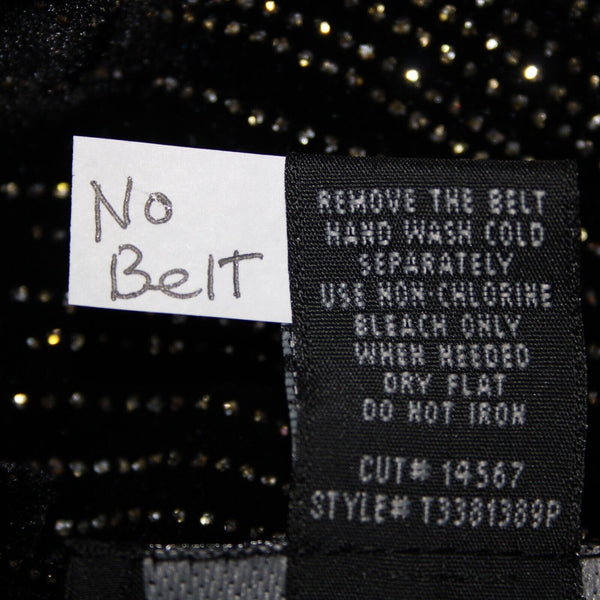 No
Belt
REMOVE THE BELT
HAND WASH COLD
SEPARATELY
USE NON CHLORINE
BLEACH ONLY
WHEN NEEDED
DRY FLAT
DO NOT IRON
CUT# 19567
STYLE# T3381389P